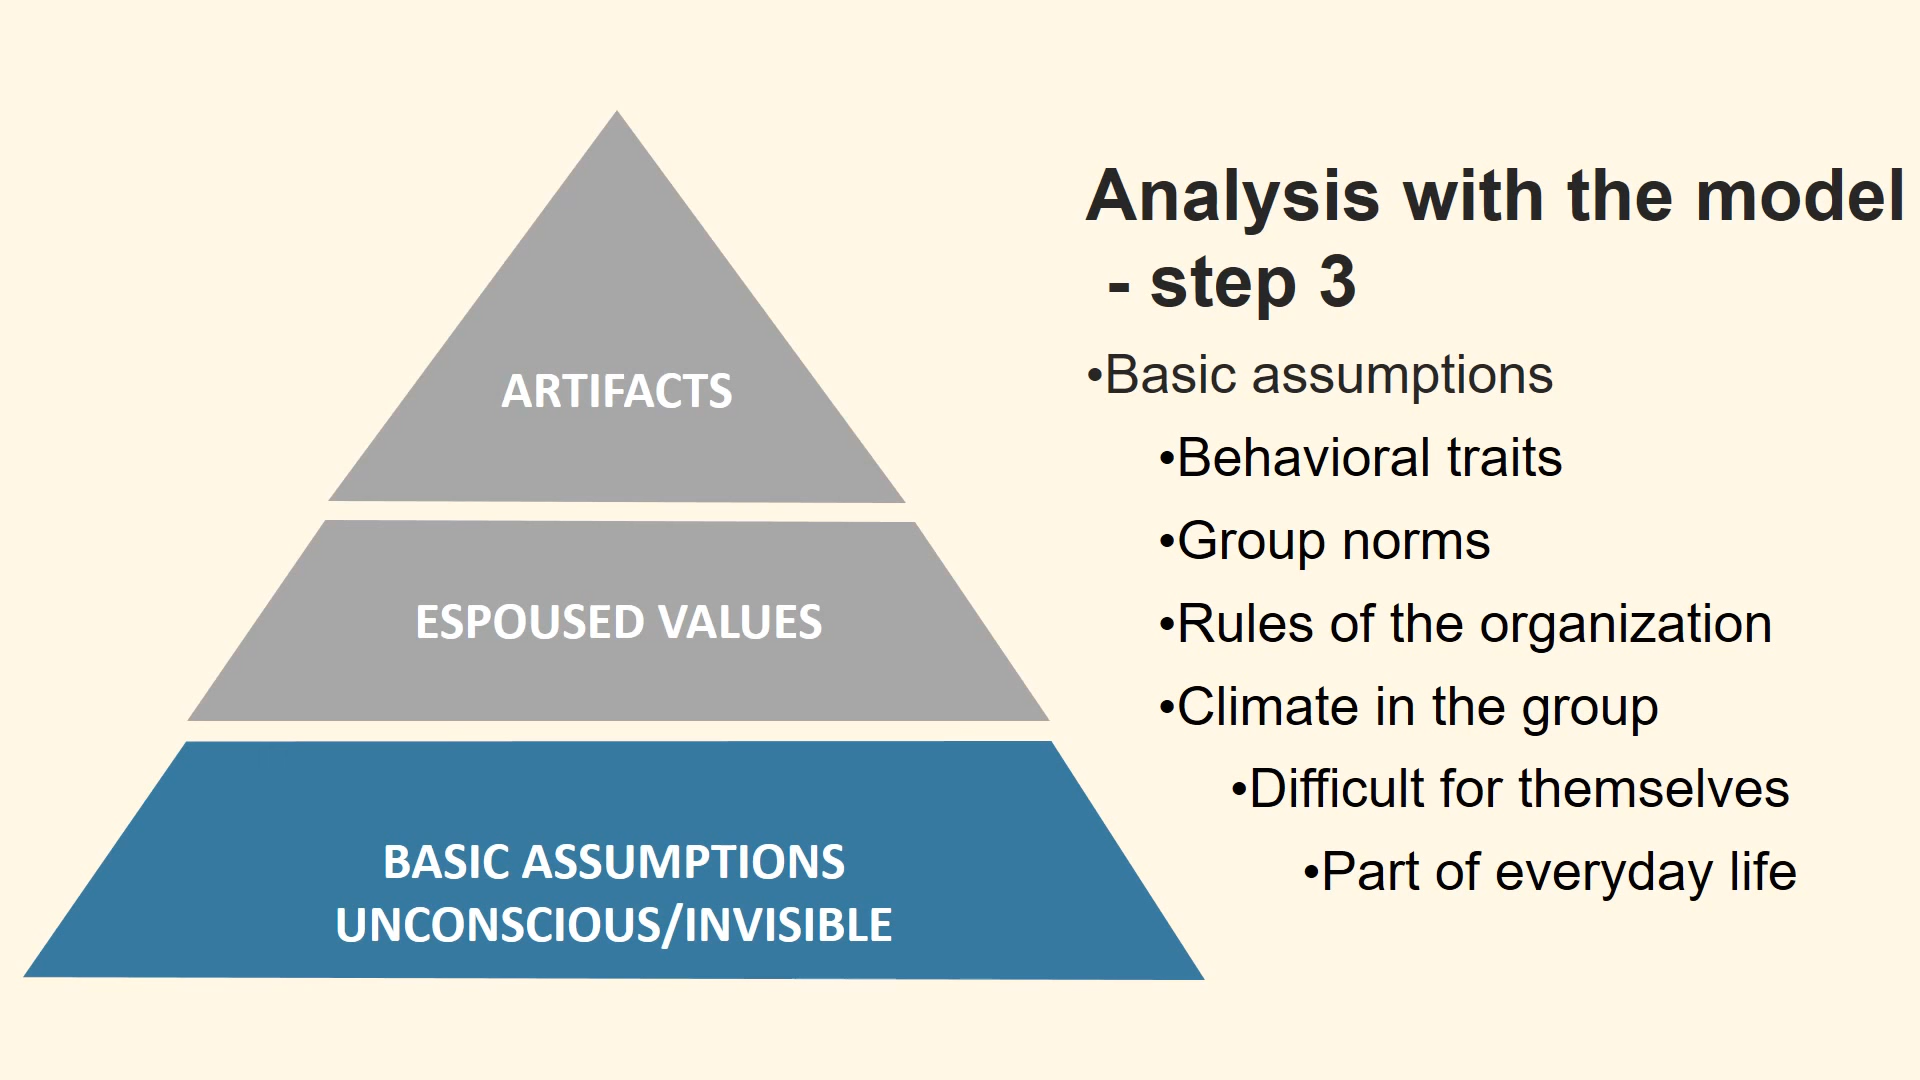 ARTIFACTS
ESPOUSED VALUES
BASIC ASSUMPTIONS
UNCONSCIOUS/INVISIBLE
Analysis with the model
- step 3
•Basic assumptions
•Behavioral traits
•Group norms
•Rules of the organization
•Climate in the group
•Difficult for themselves
•Part of everyday life